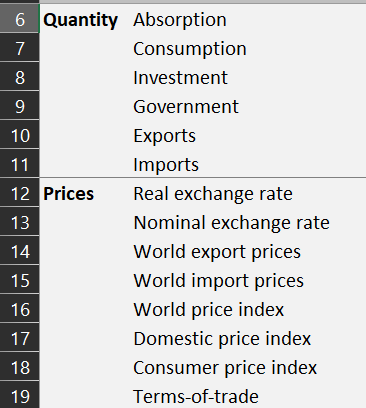 6 Quantity Absorption
7 Consumption
8 Investment
9 Government
10 Exports
11 Imports
12 Prices Real exchange rate
13 Nominal exchange rate
14 World export prices
15 World import prices
16 World price index
17 Domestic price index
18 Consumer price index
19 Terms-of-trade